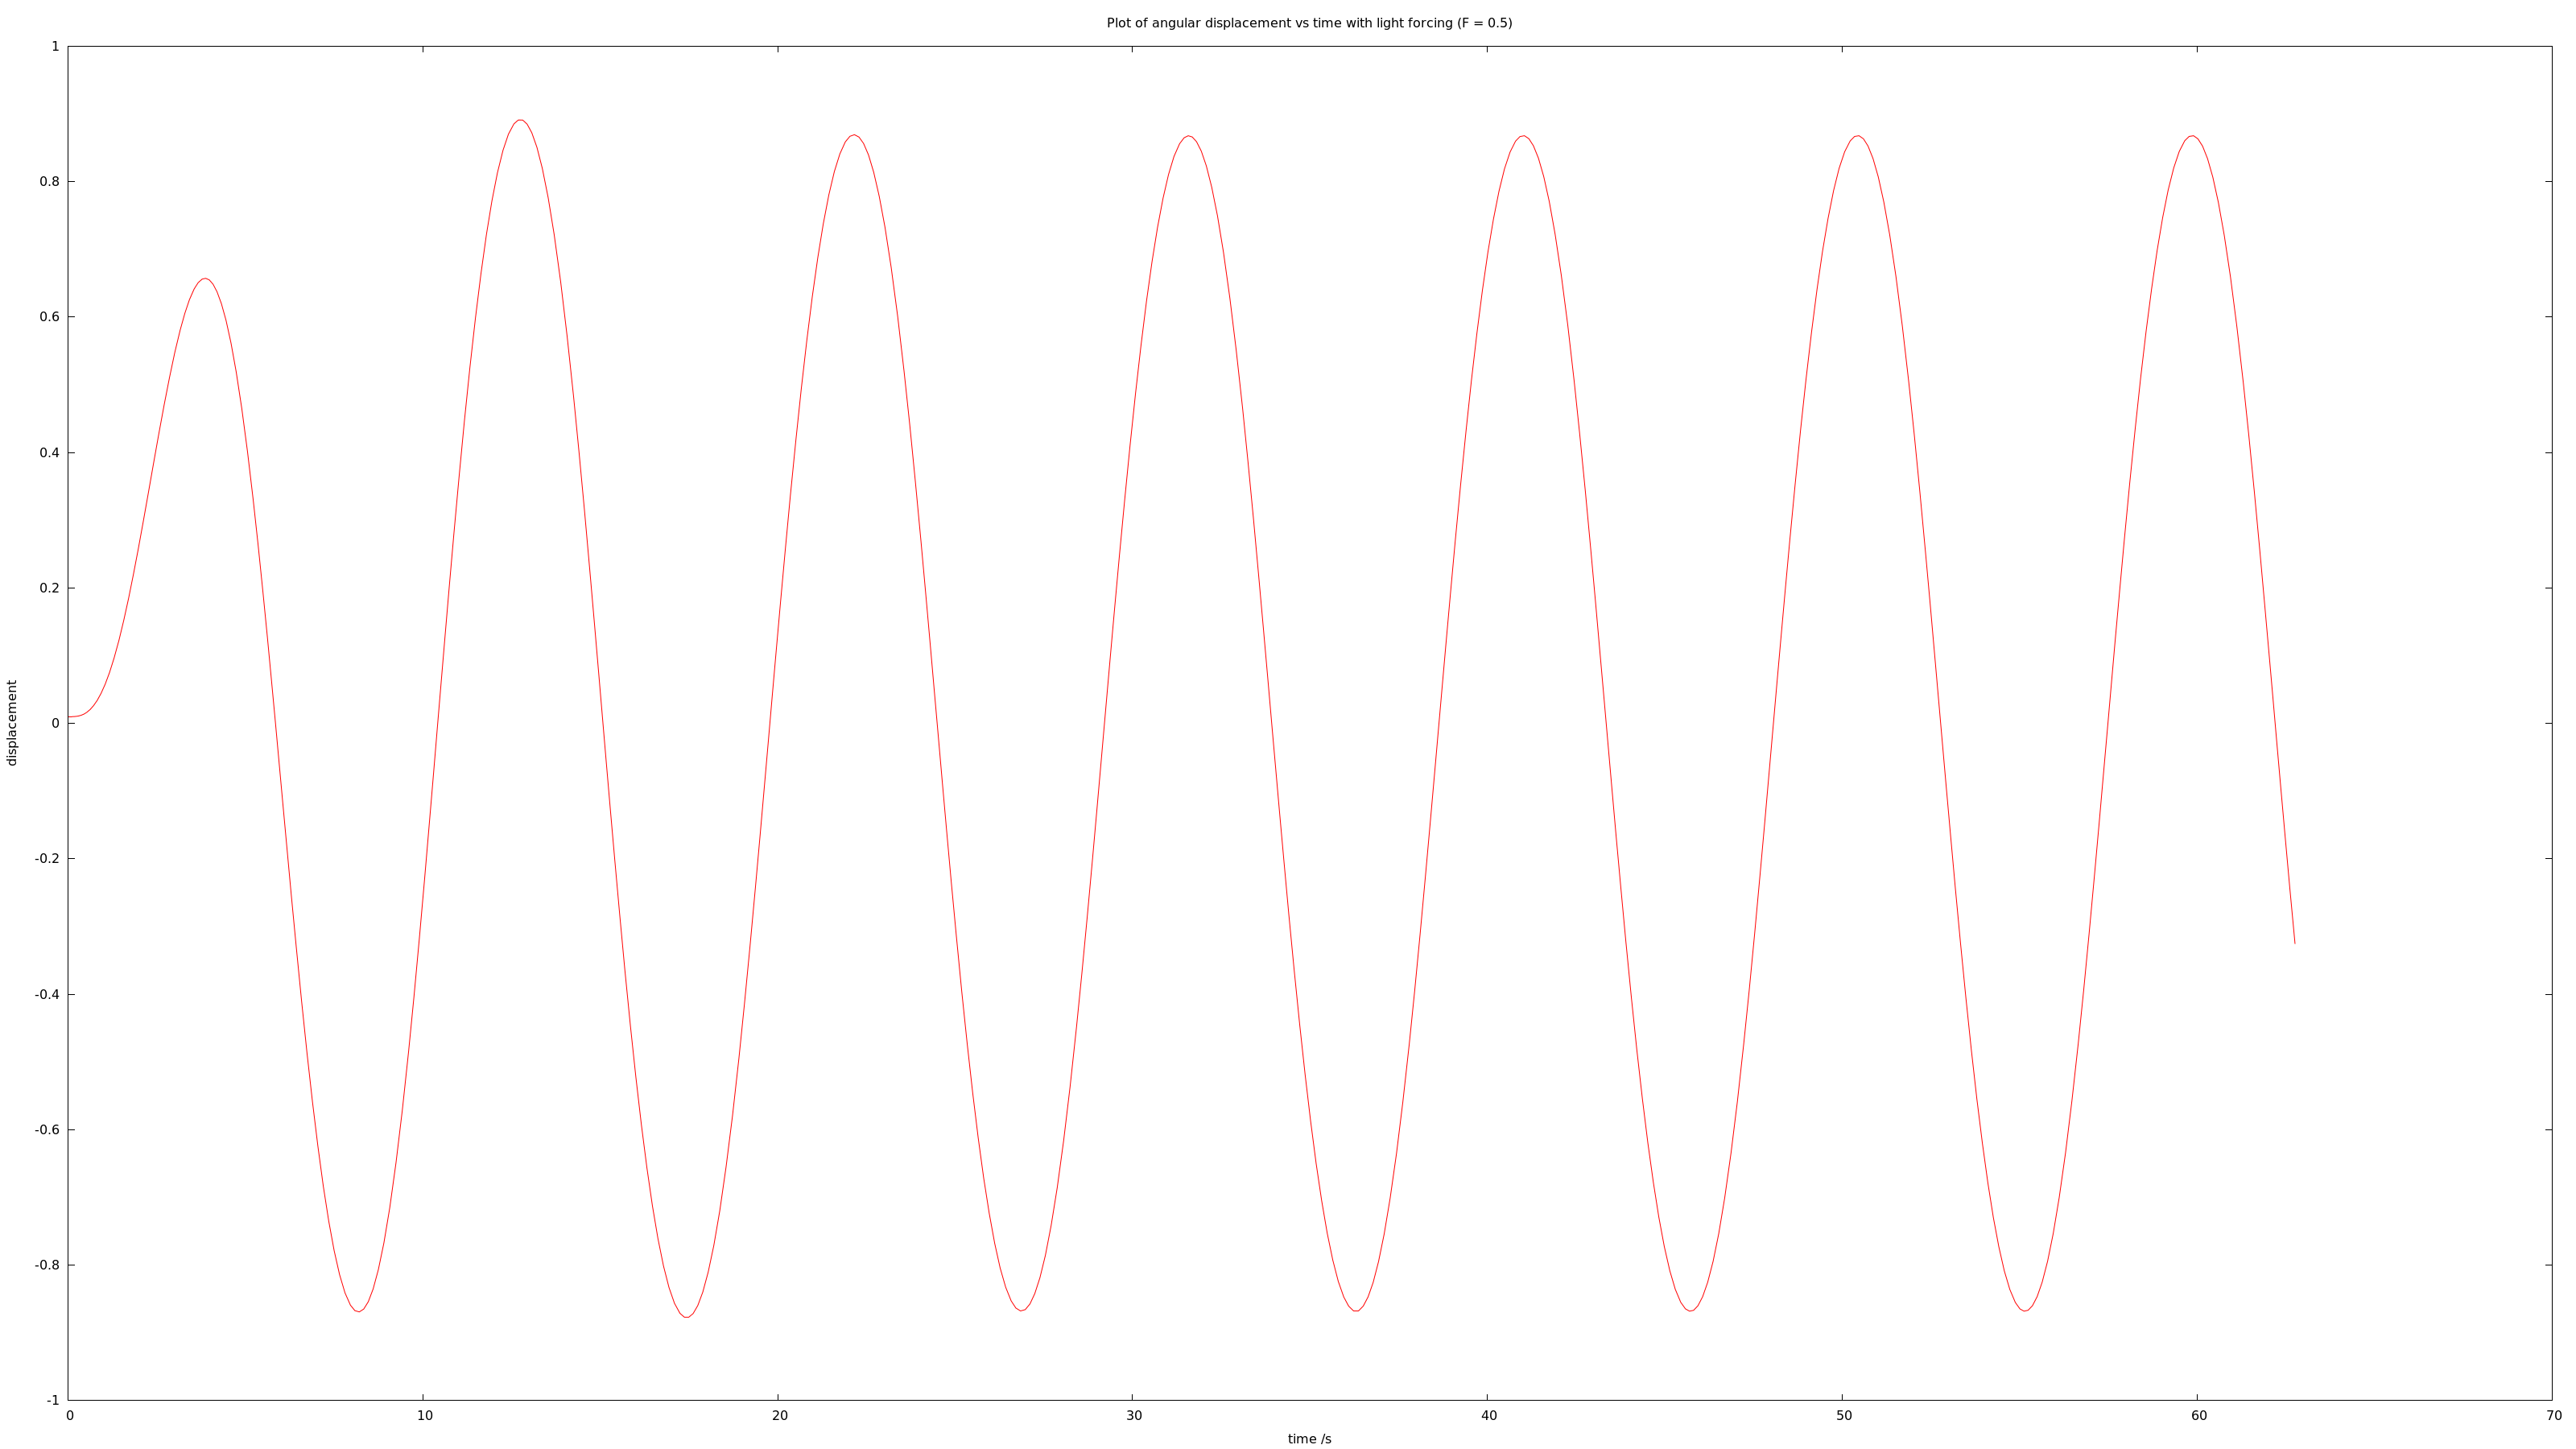 Plot of angular displacement vs time with light forcing (F = 0.5)
1
0.8
0.6
0.4
0.2
0
-0.2
-0.4
-0.6
-0.8
-1
displacement
0 10 20 30 40 50 60 70
time /s